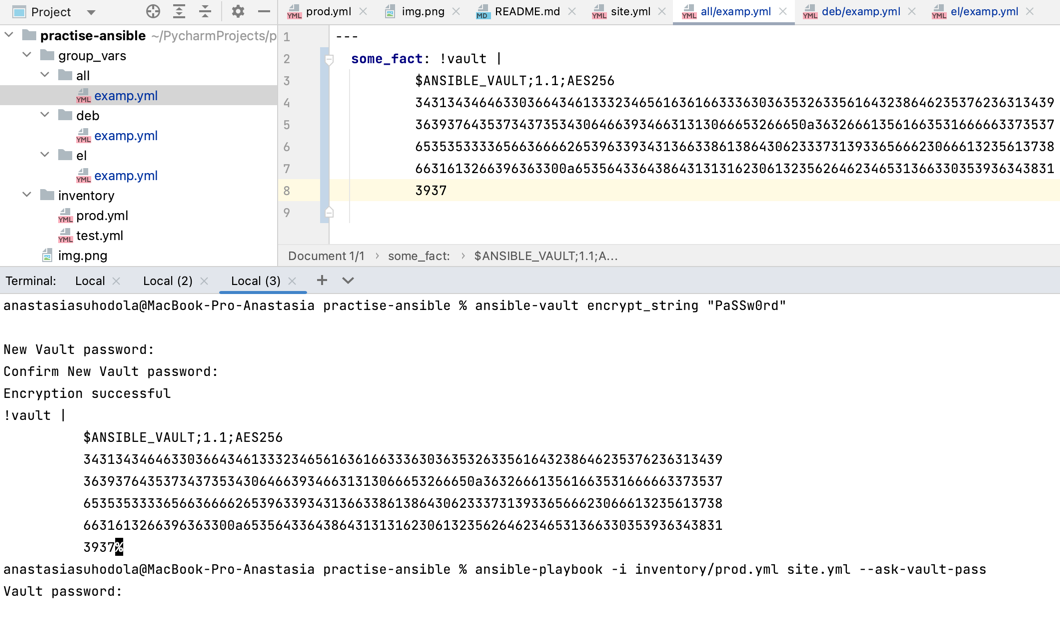 Project
practise-ansible ~/PycharmProjects/p
group_vars
all
examp.yml
deb
examp.yml
el
examp.yml
inventory
prod.yml
test.yml
img.png
prod.yml img.png README.md site.yml all/examp.yml deb/examp.yml el/examp.yml
1 ---
2 some_fact: !vault |
3 $ANSIBLE_VAULT;1.1;AES256
4 34313434646330366434613332346561636166333630363532633561643238646235376236313439
5 3639376435373437353430646639346631313066653266650a363266613561663531666663373537
6 65353533336566366662653963393431366338613864306233373139336566623066613235613738
7 6631613266396363300a653564336438643131316230613235626462346531366330353936343831
8 3937
9
Document 1/1 › some_fact: › $ANSIBLE_VAULT;1.1;A...
Terminal: Local Local (2) Local (3)
anastasiasuhodola@MacBook-Pro-Anastasia practise-ansible % ansible-vault encrypt_string "PaSSw0rd"
New Vault password:
Confirm New Vault password:
Encryption successful
!vault |
$ANSIBLE_VAULT;1.1;AES256
34313434646330366434613332346561636166333630363532633561643238646235376236313439
3639376435373437353430646639346631313066653266650a363266613561663531666663373537
65353533336566366662653963393431366338613864306233373139336566623066613235613738
6631613266396363300a653564336438643131316230613235626462346531366330353936343831
3937%
anastasiasuhodola@MacBook-Pro-Anastasia practise-ansible % ansible-playbook -i inventory/prod.yml site.yml --ask-vault-pass
Vault password: